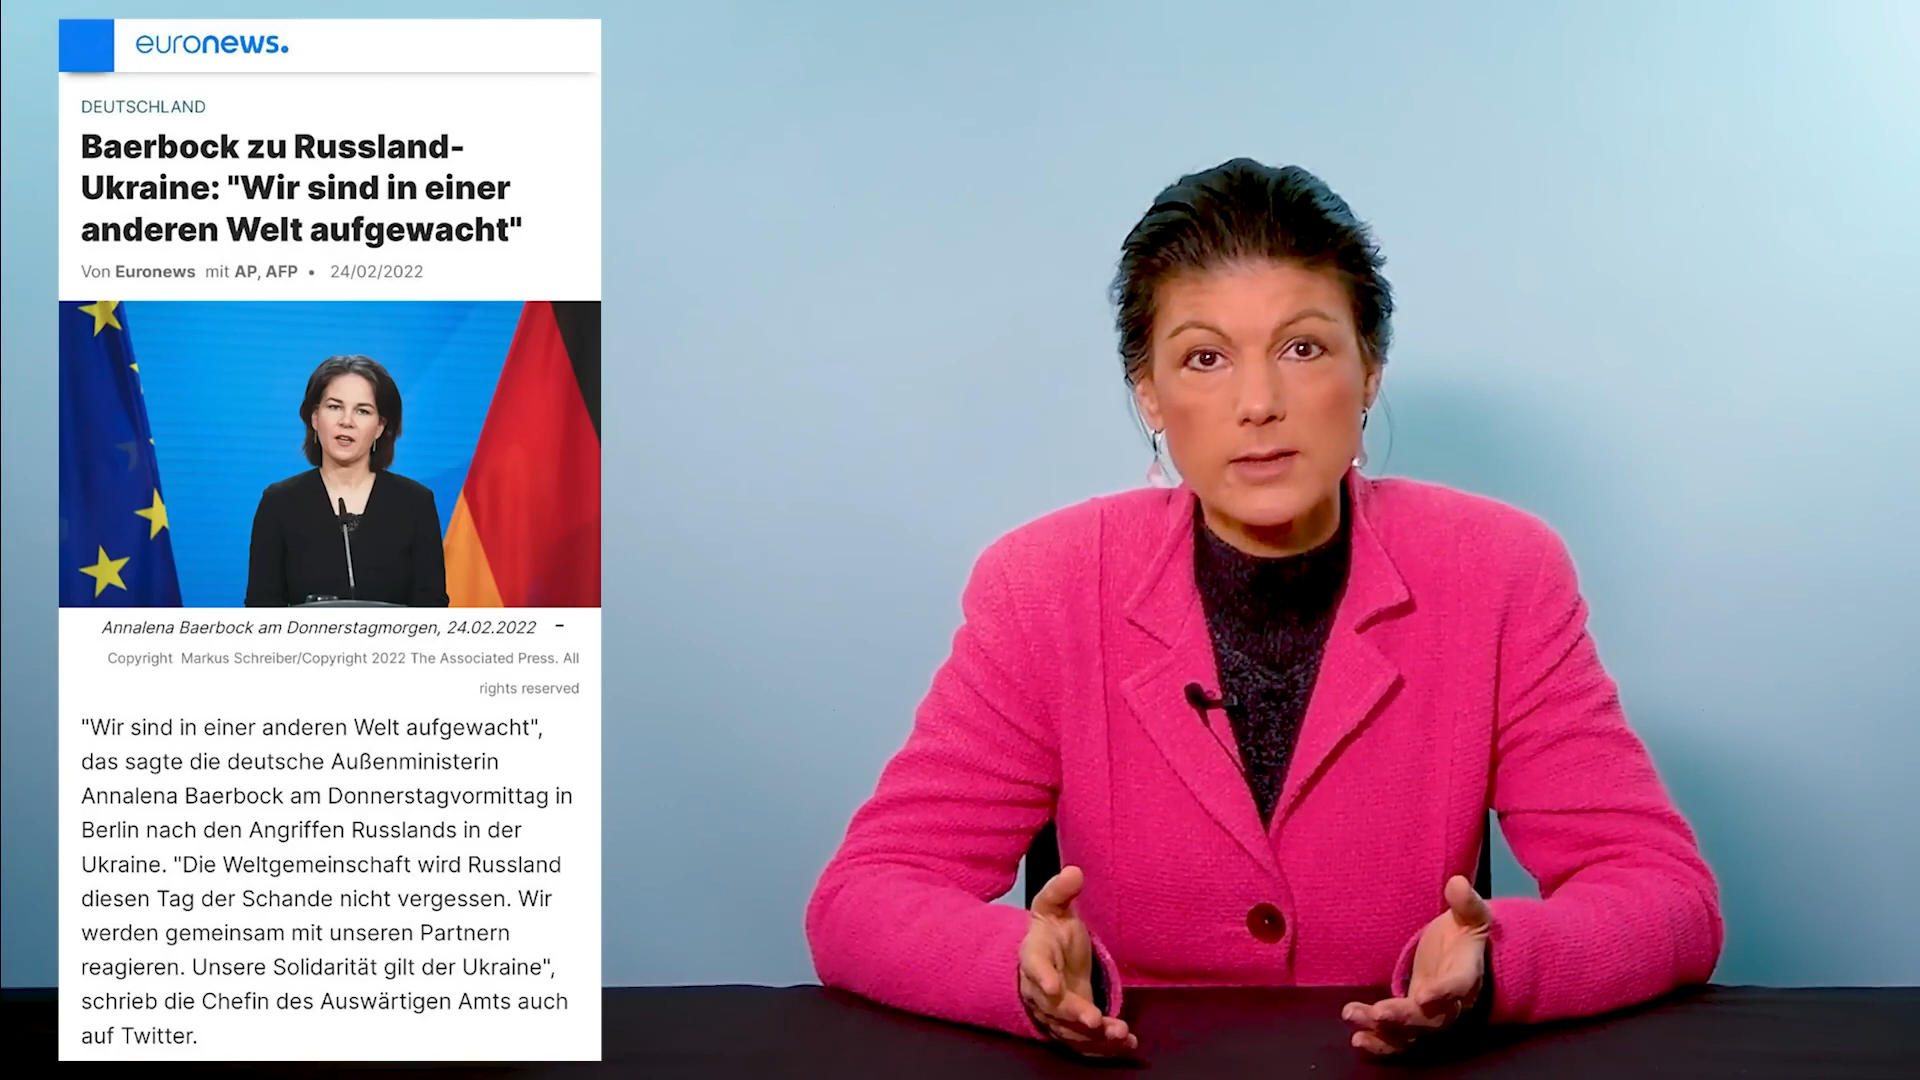 euronews.
DEUTSCHLAND
Baerbock zu Russland-
Ukraine: "Wir sind in einer
anderen Welt aufgewacht"
Von Euronews mit AP, AFP • 24/02/2022
Annalena Baerbock am Donnerstagmorgen, 24.02.2022 -
Copyright Markus Schreiber/Copyright 2022 The Associated Press. All
rights reserved
"Wir sind in einer anderen Welt aufgewacht",
das sagte die deutsche Außenministerin
Annalena Baerbock am Donnerstagvormittag in
Berlin nach den Angriffen Russlands in der
Ukraine. "Die Weltgemeinschaft wird Russland
diesen Tag der Schande nicht vergessen. Wir
werden gemeinsam mit unseren Partnern
reagieren. Unsere Solidarität gilt der Ukraine",
schrieb die Chefin des Auswärtigen Amts auch
auf Twitter.